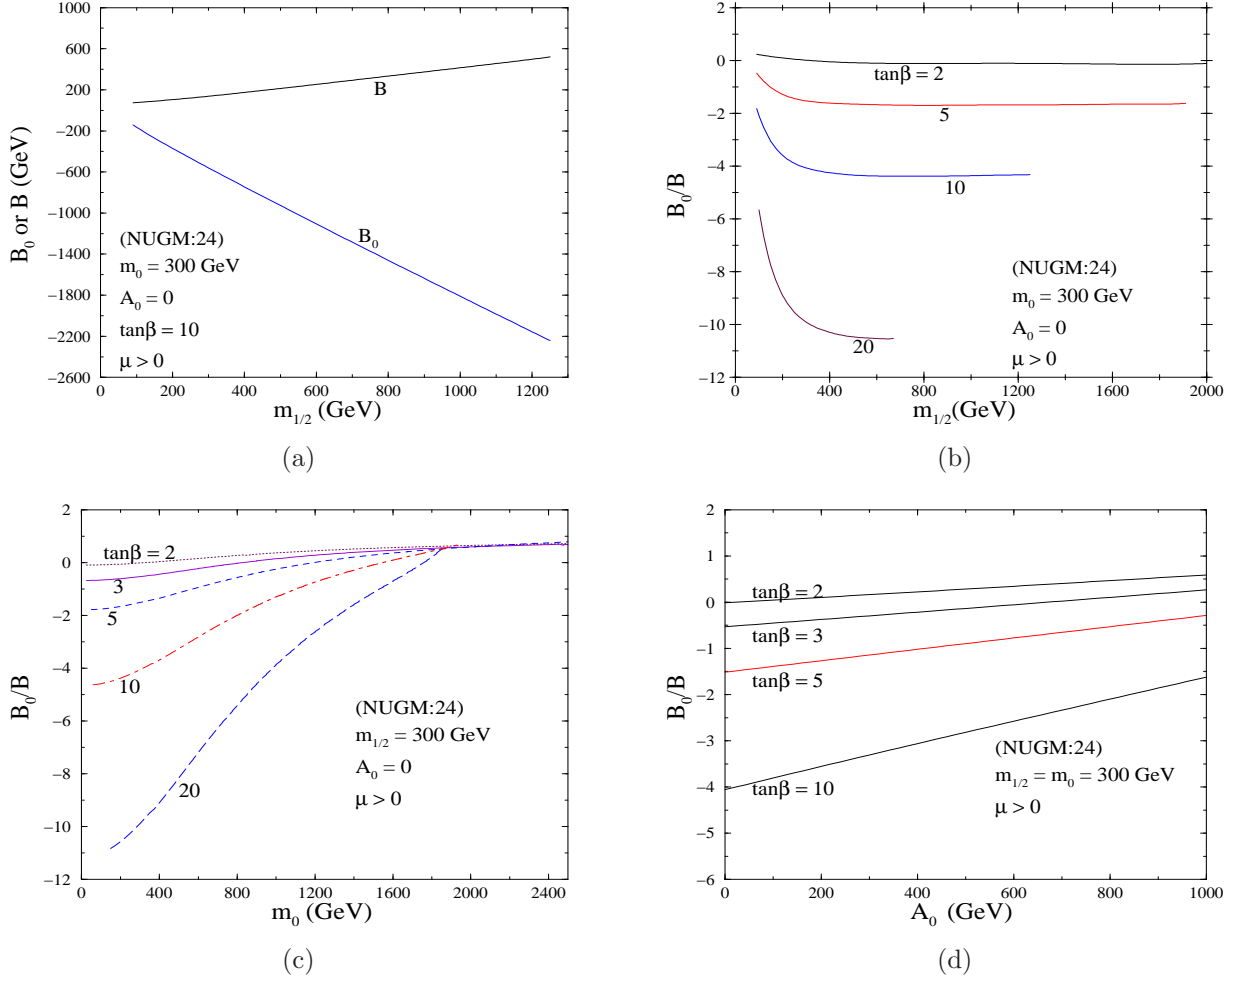 1000
600
200
−200
−600
−1000
−1400
−1800
−2200
−2600
B₀ or B (GeV)
B
B₀
(NUGM:24)
m₀ = 300 GeV
A₀ = 0
tanβ = 10
μ > 0
0 200 400 600 800 1000 1200
m₁/₂ (GeV)
(a)
2
0
−2
−4
−6
−8
−10
−12
B₀/B
tanβ = 2
5
10
20
(NUGM:24)
m₀ = 300 GeV
A₀ = 0
μ > 0
0 400 800 1200 1600 2000
m₁/₂(GeV)
(b)
2
0
−2
−4
−6
−8
−10
−12
B₀/B
tanβ = 2
3
5
10
20
(NUGM:24)
m₁/₂ = 300 GeV
A₀ = 0
μ > 0
0 400 800 1200 1600 2000 2400
m₀ (GeV)
(c)
2
1
0
−1
−2
−3
−4
−5
−6
B₀/B
tanβ = 2
tanβ = 3
tanβ = 5
tanβ = 10
(NUGM:24)
m₁/₂ = m₀ = 300 GeV
μ > 0
0 200 400 600 800 1000
A₀ (GeV)
(d)